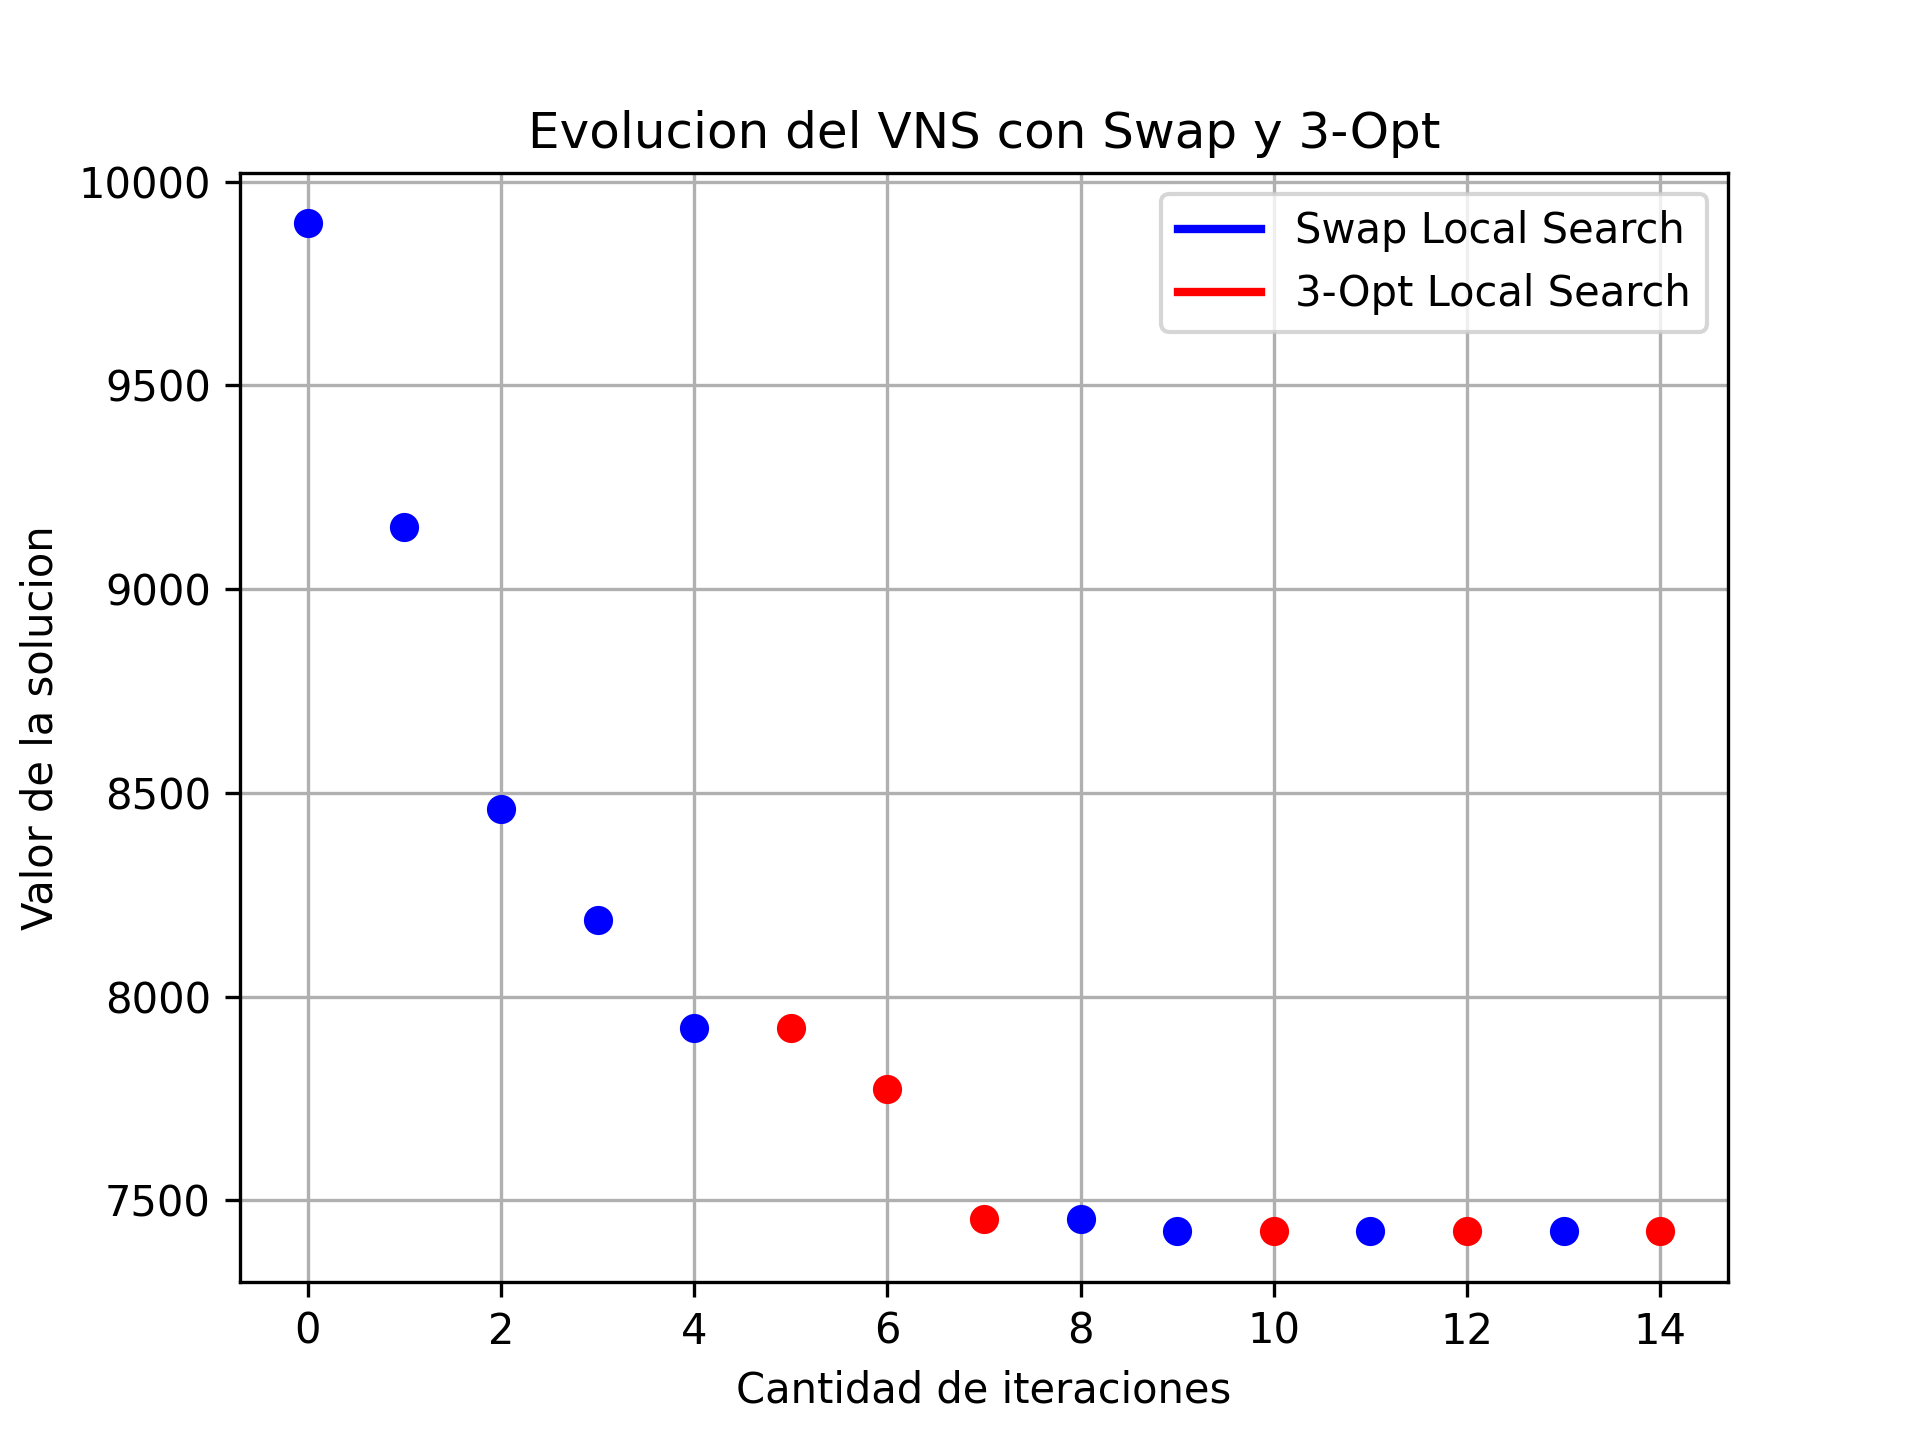 Evolucion del VNS con Swap y 3-Opt
Swap Local Search
3-Opt Local Search
Valor de la solucion
10000
9500
9000
8500
8000
7500
0 2 4 6 8 10 12 14
Cantidad de iteraciones